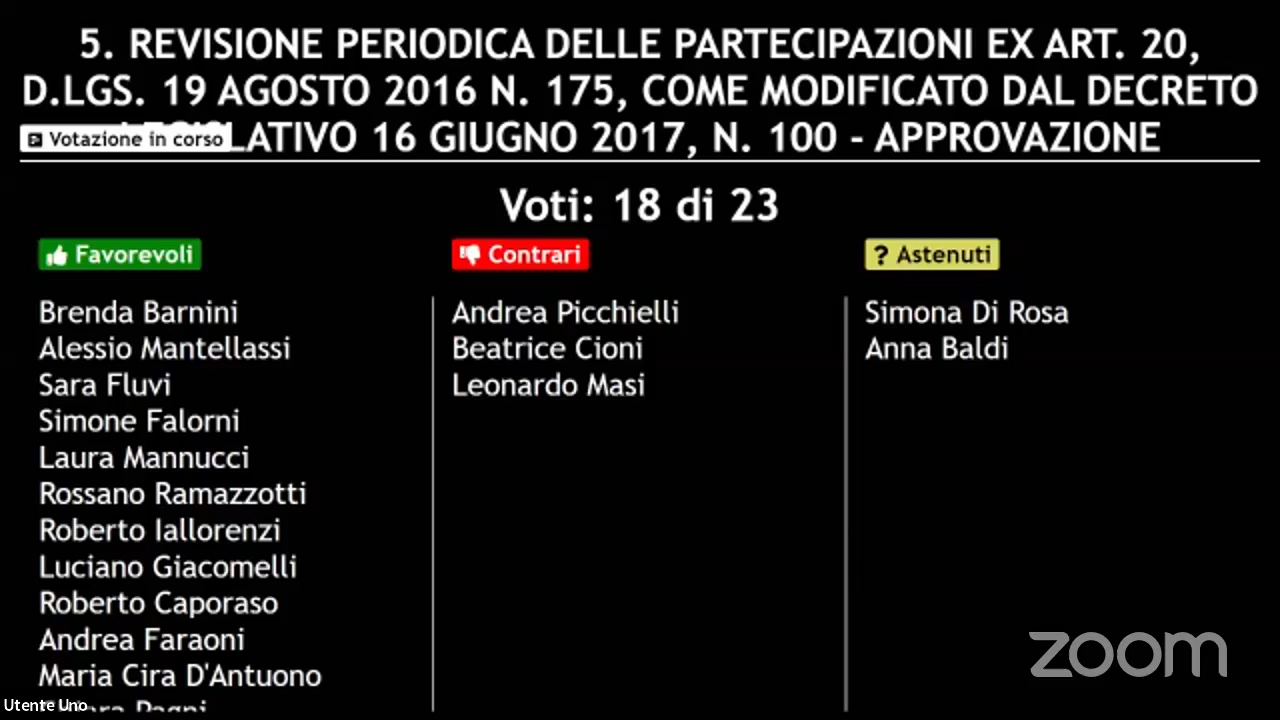 5. REVISIONE PERIODICA DELLE PARTECIPAZIONI EX ART. 20,
D.LGS. 19 AGOSTO 2016 N. 175, COME MODIFICATO DAL DECRETO
Votazione in corso LATIVO 16 GIUGNO 2017, N. 100 - APPROVAZIONE
Voti: 18 di 23
Favorevoli
Brenda Barnini
Alessio Mantellassi
Sara Fluvi
Simone Falorni
Laura Mannucci
Rossano Ramazzotti
Roberto Iallorenzi
Luciano Giacomelli
Roberto Caporaso
Andrea Faraoni
Maria Cira D'Antuono
Contrari
Andrea Picchielli
Beatrice Cioni
Leonardo Masi
? Astenuti
Simona Di Rosa
Anna Baldi
zoom
Utente Uno